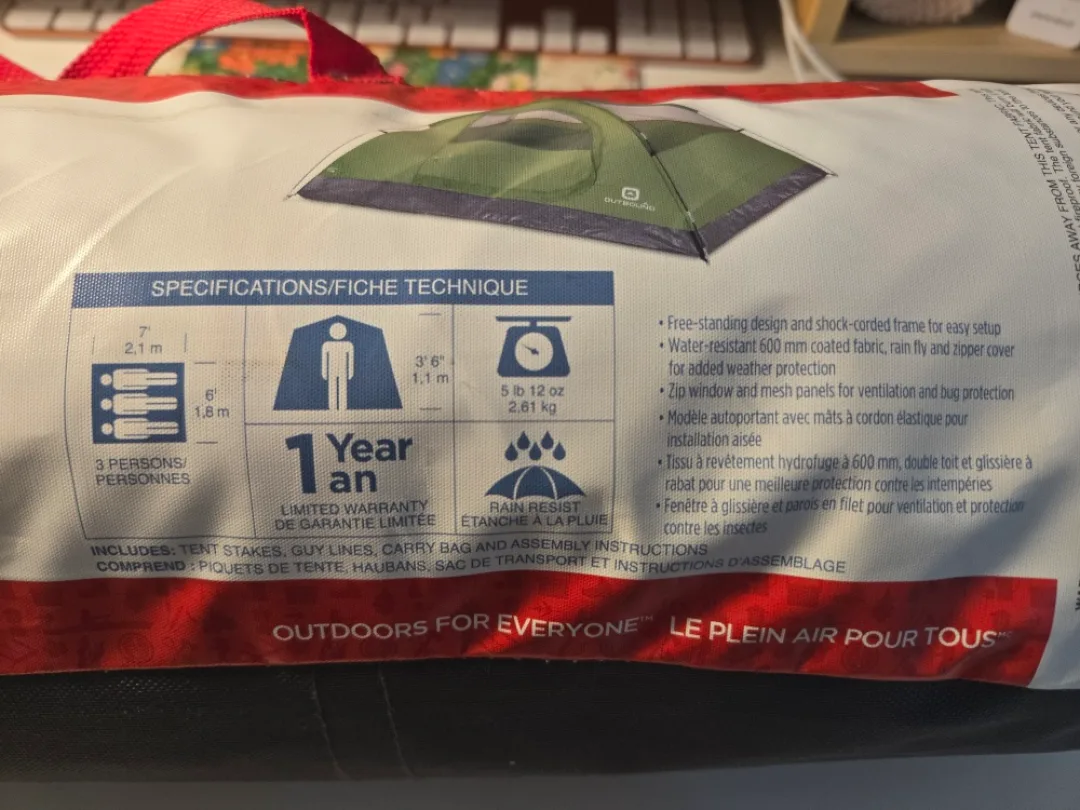 OUTBOUND
SPECIFICATIONS/FICHE TECHNIQUE
7'
2,1 m
6'
1,8 m
3 PERSONS/
PERSONNES
3' 6"
1,1 m
5 lb 12 oz
2,61 kg
1 Year
an
LIMITED WARRANTY
DE GARANTIE LIMITÉE
RAIN RESIST
ÉTANCHE À LA PLUIE
• Free-standing design and shock-corded frame for easy setup
• Water-resistant 600 mm coated fabric, rain fly and zipper cover
for added weather protection
• Zip window and mesh panels for ventilation and bug protection
• Modèle autoportant avec mâts à cordon élastique pour
installation aisée
• Tissu à revêtement hydrofuge à 600 mm, double toit et glissière à
rabat pour une meilleure protection contre les intempéries
• Fenêtre à glissière et parois en filet pour ventilation et protection
contre les insectes
INCLUDES: TENT STAKES, GUY LINES, CARRY BAG AND ASSEMBLY INSTRUCTIONS
COMPREND : PIQUETS DE TENTE, HAUBANS, SAC DE TRANSPORT ET INSTRUCTIONS D'ASSEMBLAGE
OUTDOORS FOR EVERYONE™ LE PLEIN AIR POUR TOUS™
AWAY FROM THIS TENT FABRIC